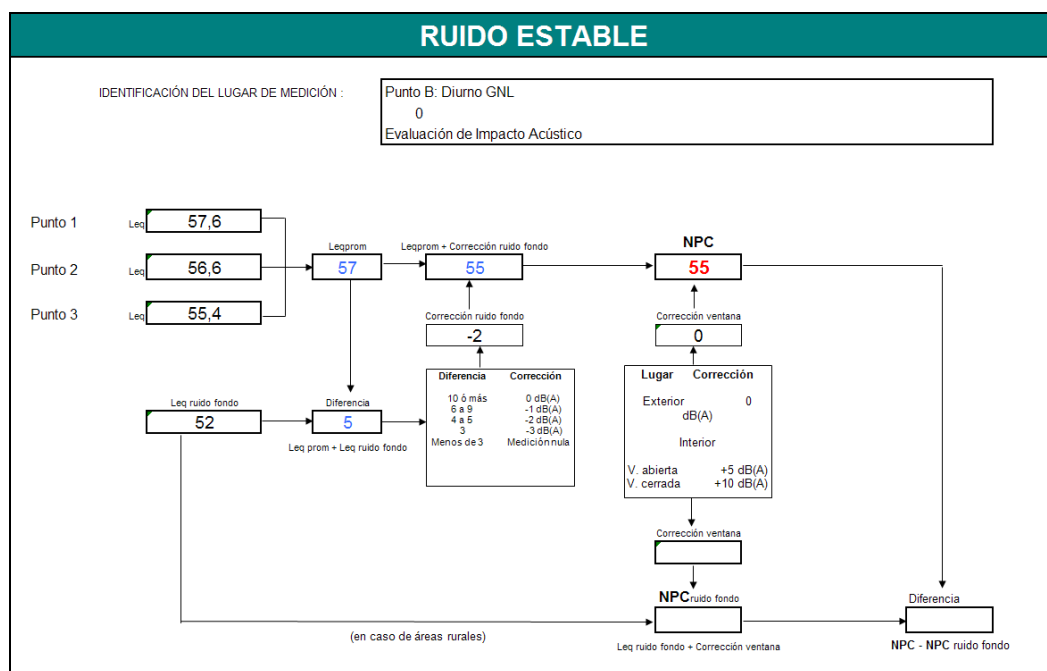 RUIDO ESTABLE
IDENTIFICACIÓN DEL LUGAR DE MEDICIÓN :
Punto B: Diurno GNL
0
Evaluación de Impacto Acústico
Punto 1 Leq 57,6
Punto 2 Leq 56,6
Punto 3 Leq 55,4
Leqprom
57
Leqprom + Corrección ruido fondo
55
NPC
55
Corrección ruido fondo
-2
Corrección ventana
0
Diferencia Corrección
10 ó más 0 dB(A)
6 a 9 -1 dB(A)
4 a 5 -2 dB(A)
3 -3 dB(A)
Menos de 3 Medición nula
Lugar Corrección
Exterior 0
dB(A)
Interior
V. abierta +5 dB(A)
V. cerrada +10 dB(A)
Leq ruido fondo
52
Diferencia
5
Leq prom + Leq ruido fondo
Corrección ventana
NPC ruido fondo
Leq ruido fondo + Corrección ventana
(en caso de áreas rurales)
Diferencia
NPC - NPC ruido fondo